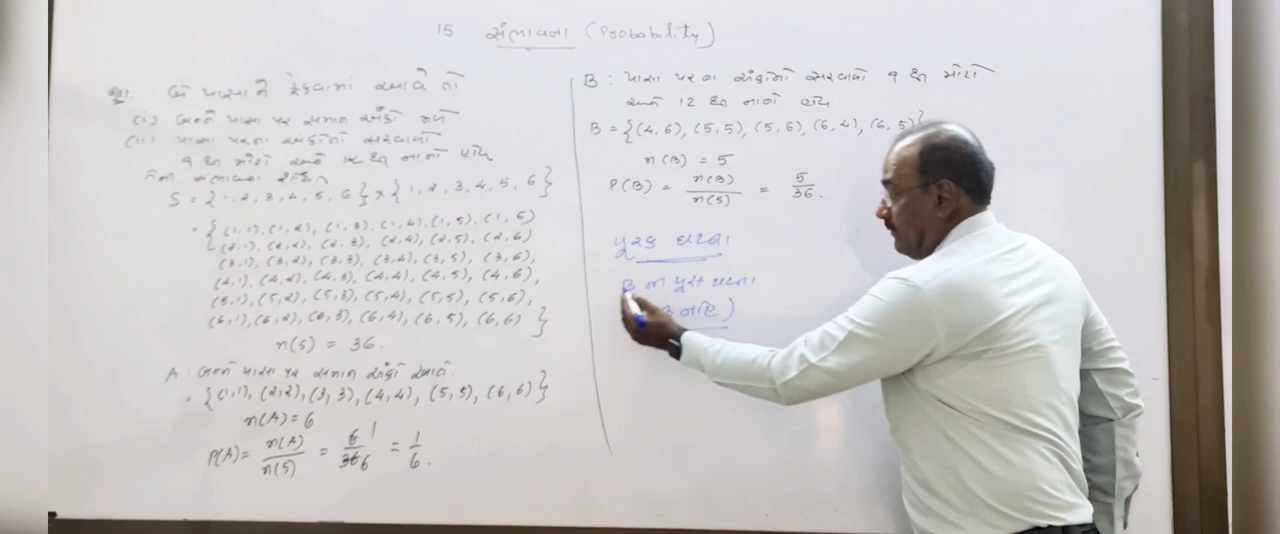 15. સંભાવના (Probability)
બે પાસાને ફેંકવામાં આવે તો
(i) બન્ને પાસા પર સમાન અંકો મળે
(ii) પાસા પરના અંકોનો સરવાળો
9 થી મોટો અને 12 થી નાનો હોય
તેની સંભાવના શોધો
S = {1, 2, 3, 4, 5, 6} × {1, 2, 3, 4, 5, 6}
= {(1,1), (1,2), (1,3), (1,4), (1,5), (1,6)
(2,1), (2,2), (2,3), (2,4), (2,5), (2,6)
(3,1), (3,2), (3,3), (3,4), (3,5), (3,6),
(4,1), (4,2), (4,3), (4,4), (4,5), (4,6),
(5,1), (5,2), (5,3), (5,4), (5,5), (5,6),
(6,1), (6,2), (6,3), (6,4), (6,5), (6,6) }
n(S) = 36.
A : બન્ને પાસા પર સમાન અંકો આવે.
= {(1,1), (2,2), (3,3), (4,4), (5,5), (6,6)}
n(A) = 6
P(A) = n(A)/n(S) = 6/36 = 1/6.
B : પાસા પરના અંકોનો સરવાળો 9 થી મોટો
અને 12 થી નાનો હોય
B = {(4,6), (5,5), (5,6), (6,4), (6,5)}
n(B) = 5
P(B) = n(B)/n(S) = 5/36.
પૂરક ઘટના
B ની પૂરક ઘટના
B નહિ)